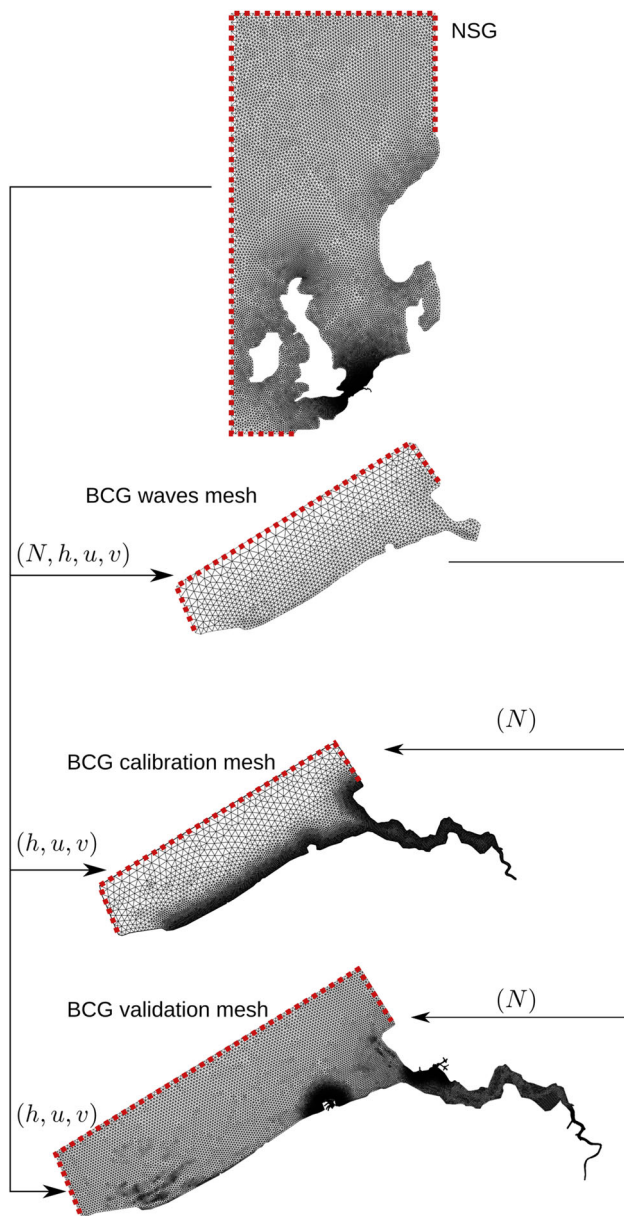 NSG
BCG waves mesh
(N, h, u, v)
(N)
BCG calibration mesh
(h, u, v)
BCG validation mesh
(N)
(h, u, v)